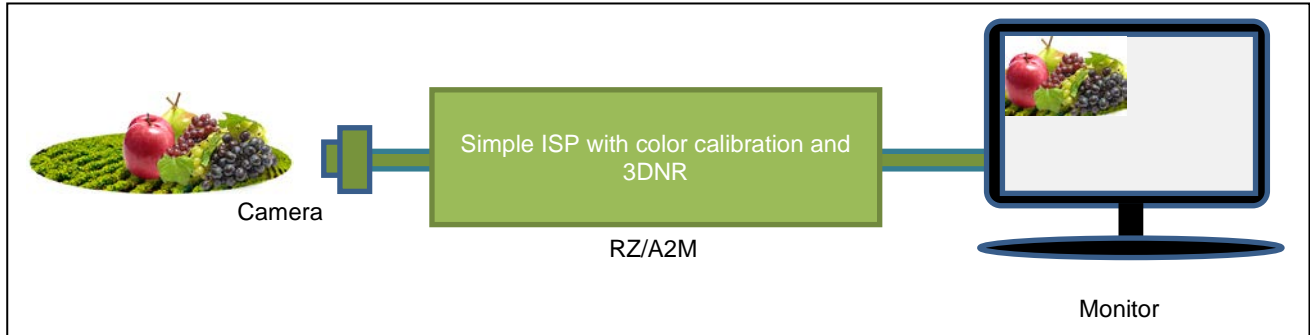 Simple ISP with color calibration and
3DNR
Camera
RZ/A2M
Monitor